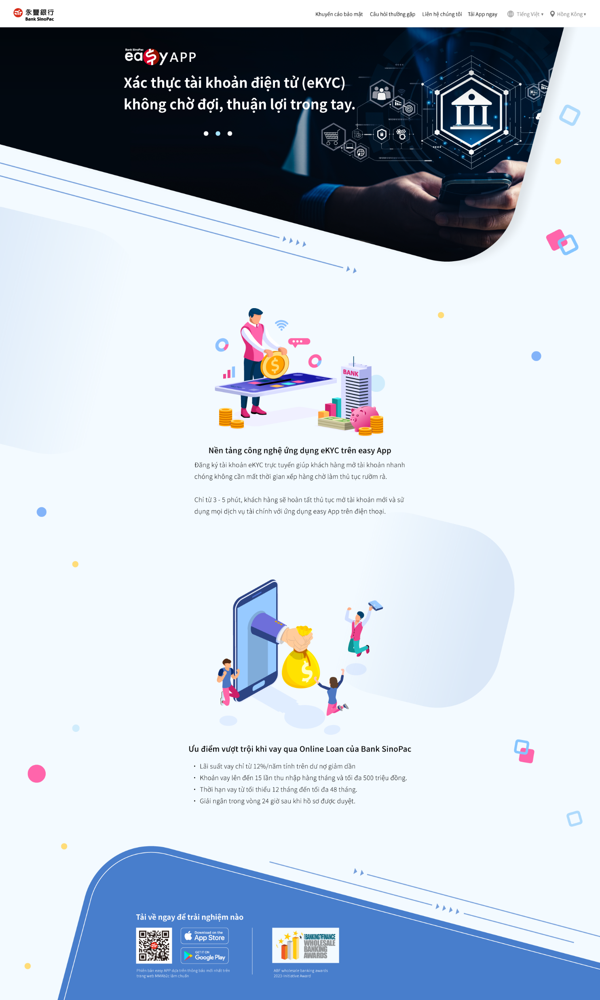 永豐銀行
Bank SinoPac
Khuyến cáo bảo mật Câu hỏi thường gặp Liên hệ chúng tôi Tải App ngay Tiếng Việt ▾ Hồng Kông ▾
Bank SinoPac
easy APP
Xác thực tài khoản điện tử (eKYC)
không chờ đợi, thuận lợi trong tay.
BANK
Nền tảng công nghệ ứng dụng eKYC trên easy App
Đăng ký tài khoản eKYC trực tuyến giúp khách hàng mở tài khoản nhanh
chóng không cần mất thời gian xếp hàng chờ làm thủ tục rườm rà.
Chỉ từ 3 - 5 phút, khách hàng sẽ hoàn tất thủ tục mở tài khoản mới và sử
dụng mọi dịch vụ tài chính với ứng dụng easy App trên điện thoại.
Ưu điểm vượt trội khi vay qua Online Loan của Bank SinoPac
• Lãi suất vay chỉ từ 12%/năm tính trên dư nợ giảm dần
• Khoản vay lên đến 15 lần thu nhập hàng tháng và tối đa 500 triệu đồng.
• Thời hạn vay từ tối thiểu 12 tháng đến tối đa 48 tháng.
• Giải ngân trong vòng 24 giờ sau khi hồ sơ được duyệt.
Tải về ngay để trải nghiệm nào
Download on the
App Store
GET IT ON
Google Play
BANKING & FINANCE
WHOLESALE
BANKING
AWARDS
Phiên bản easy APP dựa trên thông báo mới nhất trên
trang web MMAb2c làm chuẩn
ABF wholesale banking awards
2023-Initiative Award